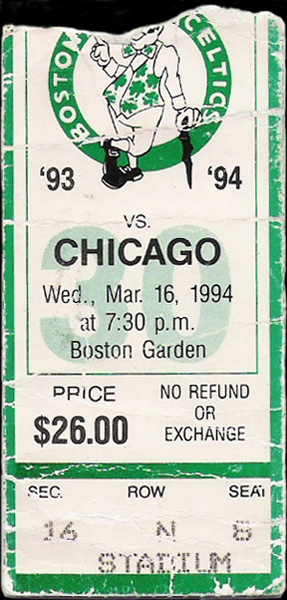 BOSTON CELTICS
'93 '94
VS.
30
CHICAGO
Wed., Mar. 16, 1994
at 7:30 p.m.
Boston Garden
PRICE
$26.00
NO REFUND
OR
EXCHANGE
SEC. ROW SEAT
16 N 8
STADIUM